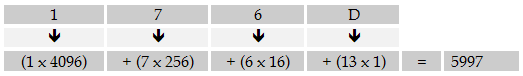 1 7 6 D
(1 x 4096) + (7 x 256) + (6 x 16) + (13 x 1) = 5997